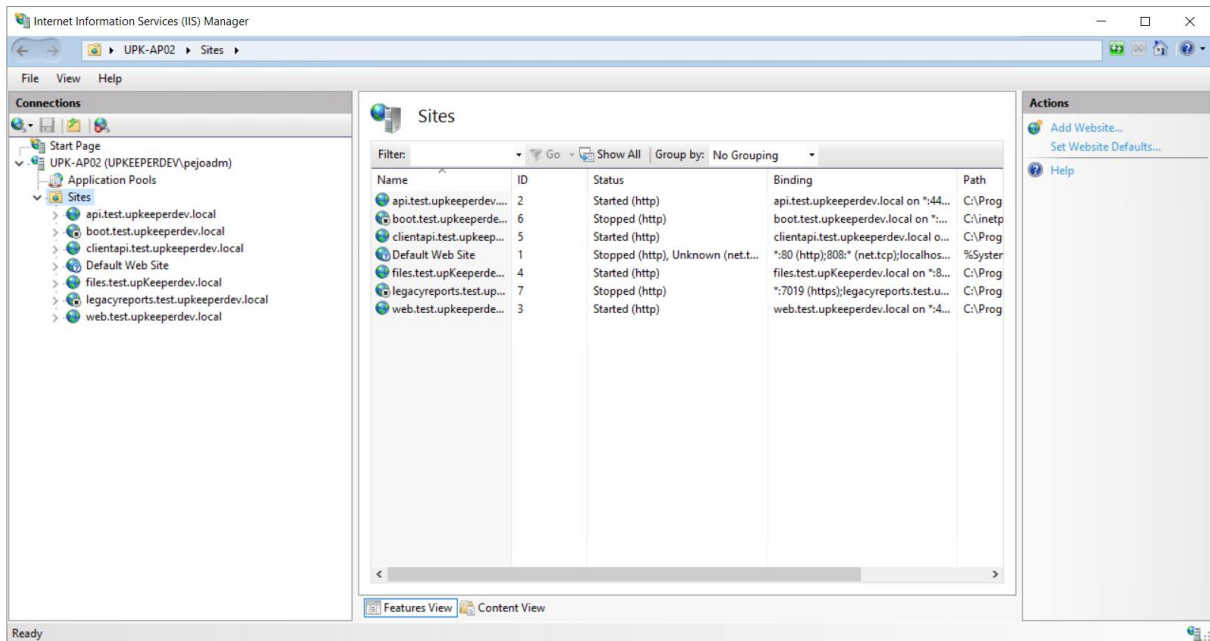 Internet Information Services (IIS) Manager
UPK-AP02 Sites
File View Help
Connections
Start Page
UPK-AP02 (UPKEEPERDEV\pejoadm)
Application Pools
Sites
api.test.upkeeperdev.local
boot.test.upkeeperdev.local
clientapi.test.upkeeperdev.local
Default Web Site
files.test.upKeeperdev.local
legacyreports.test.upkeeperdev.local
web.test.upkeeperdev.local
Sites
Filter: Go Show All Group by: No Grouping
Name ID Status Binding Path
api.test.upkeeperdev.... 2 Started (http) api.test.upkeeperdev.local on *:44... C:\Prog
boot.test.upkeeperde... 6 Stopped (http) boot.test.upkeeperdev.local on *:... C:\inetp
clientapi.test.upkeep... 5 Started (http) clientapi.test.upkeeperdev.local o... C:\Prog
Default Web Site 1 Stopped (http), Unknown (net.t... *:80 (http);808:* (net.tcp);localhos... %System
files.test.upKeeperde... 4 Started (http) files.test.upKeeperdev.local on *:8... C:\Prog
legacyreports.test.up... 7 Stopped (http) *:7019 (https);legacyreports.test.u... C:\Prog
web.test.upkeeperde... 3 Started (http) web.test.upkeeperdev.local on *:4... C:\Prog
Features View Content View
Actions
Add Website...
Set Website Defaults...
Help
Ready